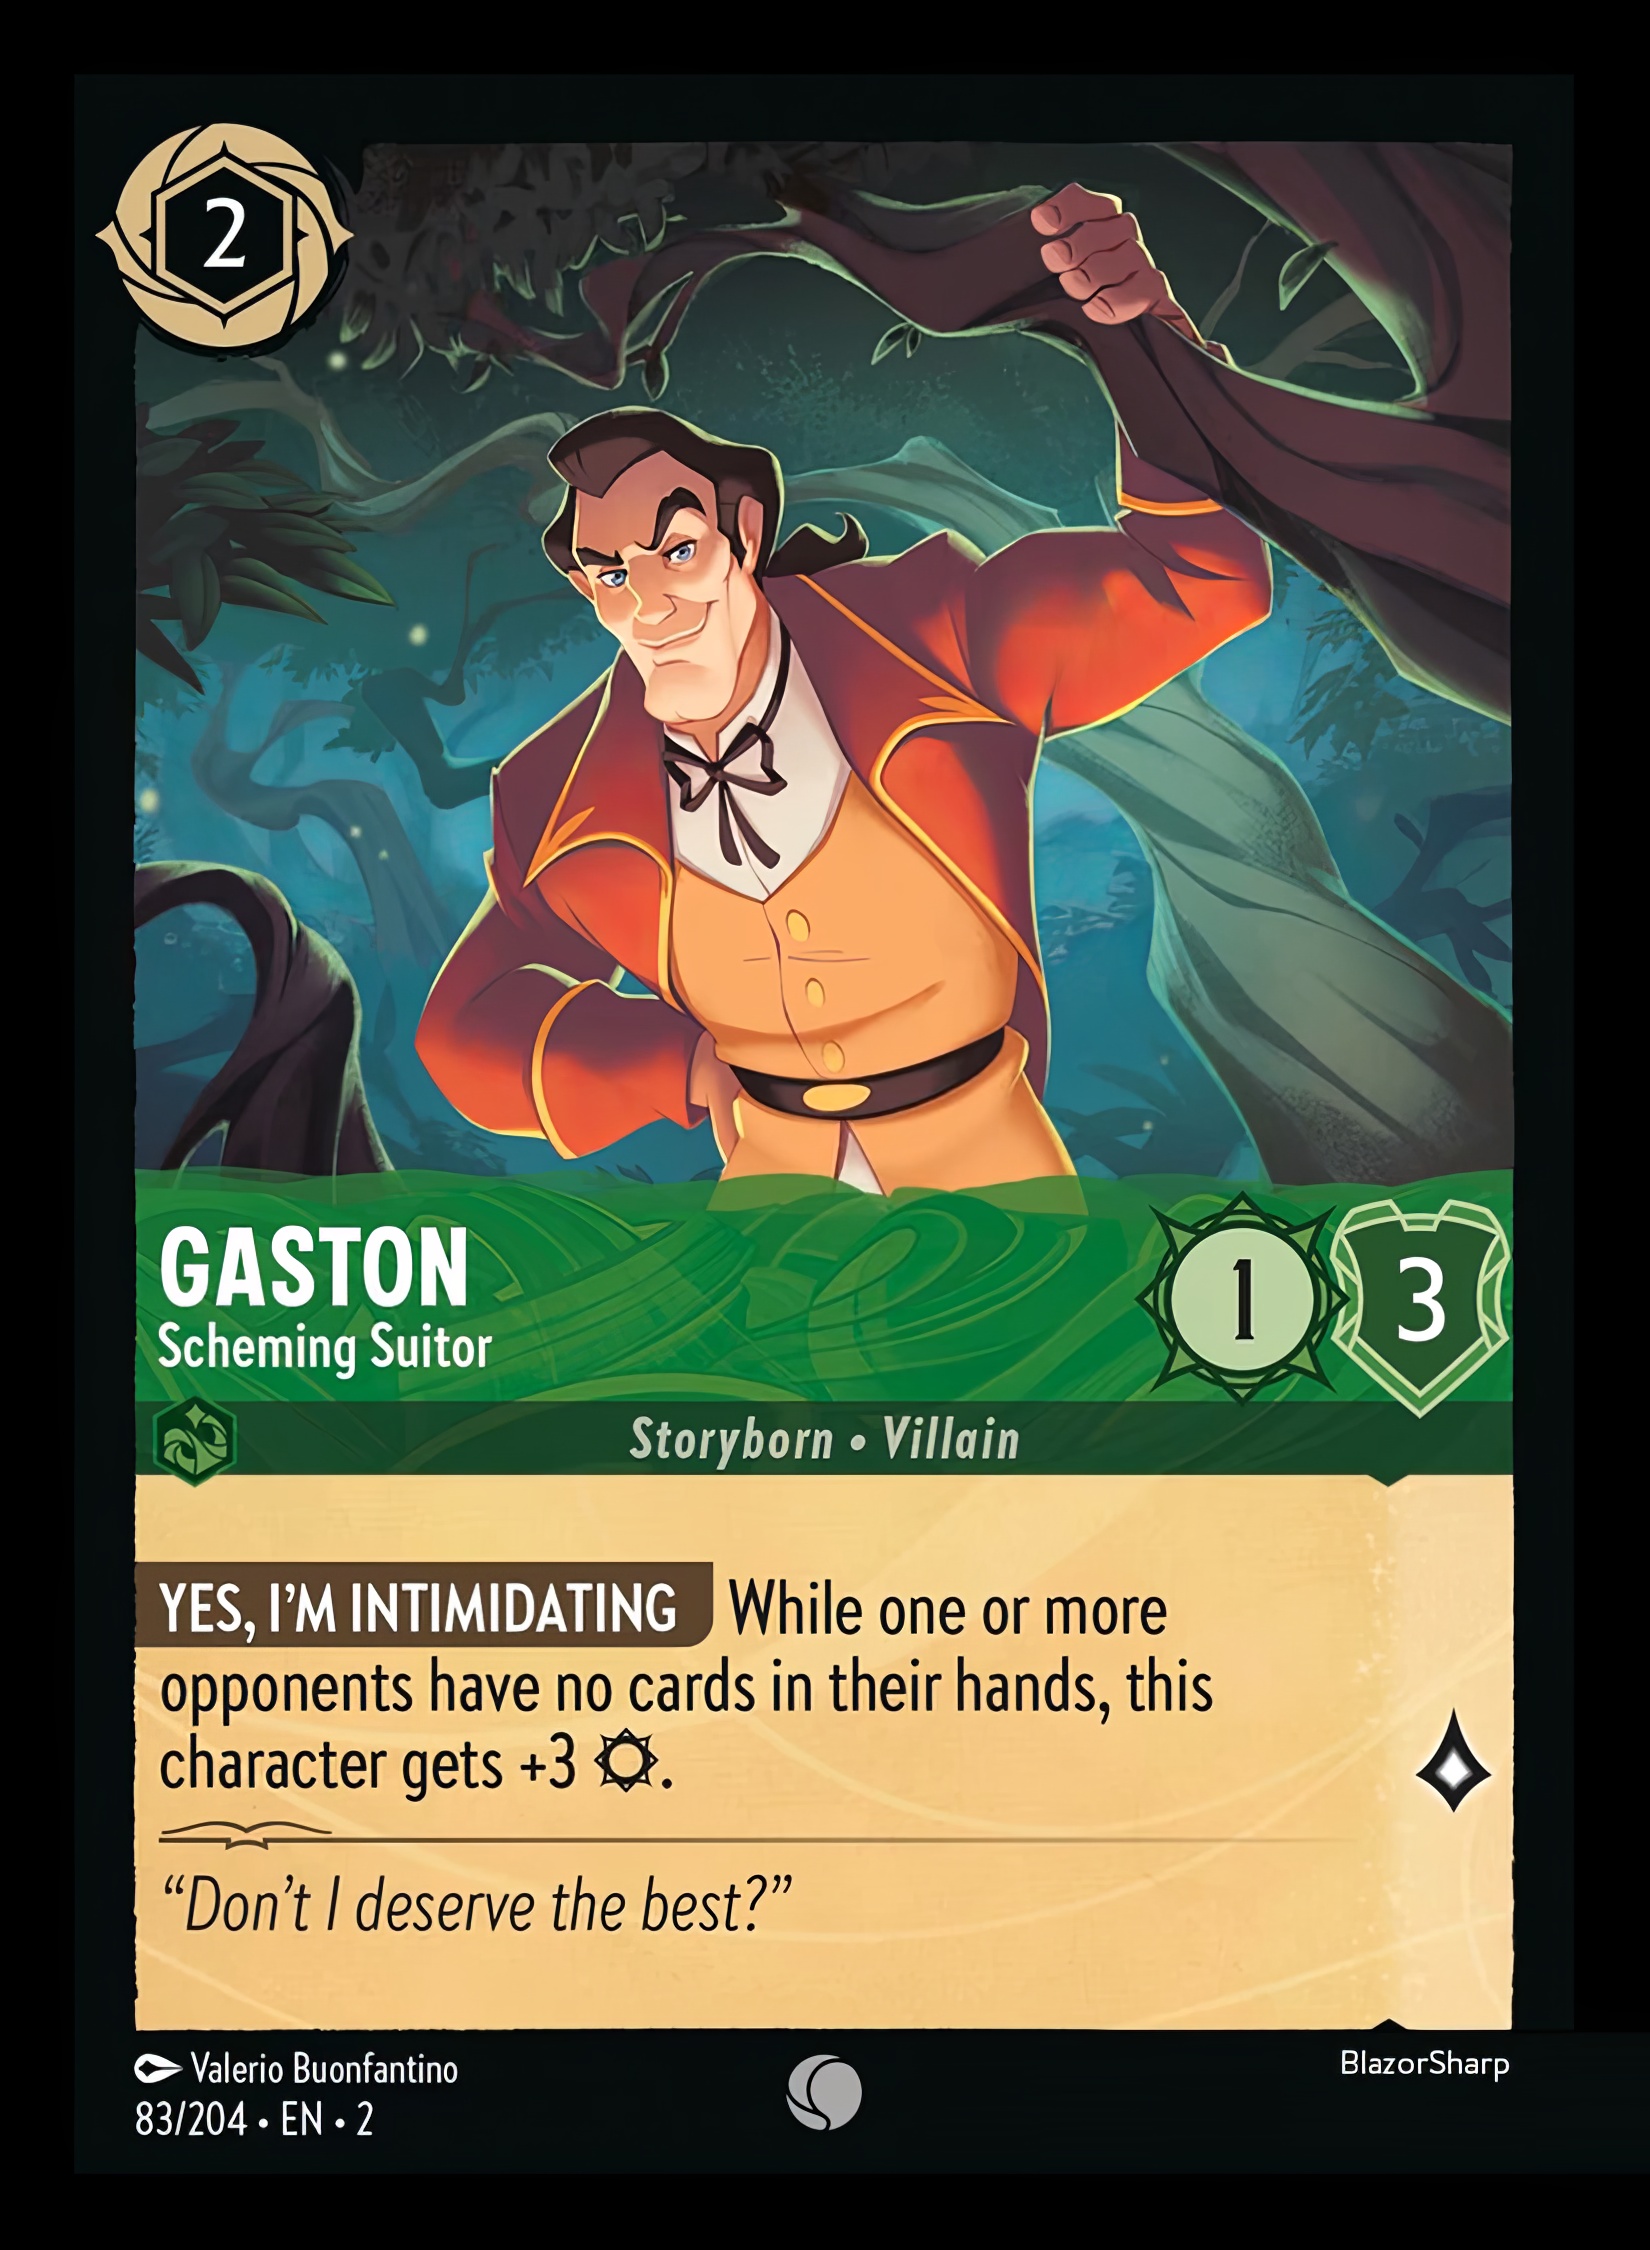 2
GASTON
Scheming Suitor
1
3
Storyborn • Villain
YES, I’M INTIMIDATING While one or more
opponents have no cards in their hands, this
character gets +3 .
“Don’t I deserve the best?”
Valerio Buonfantino
BlazorSharp
83/204 • EN • 2